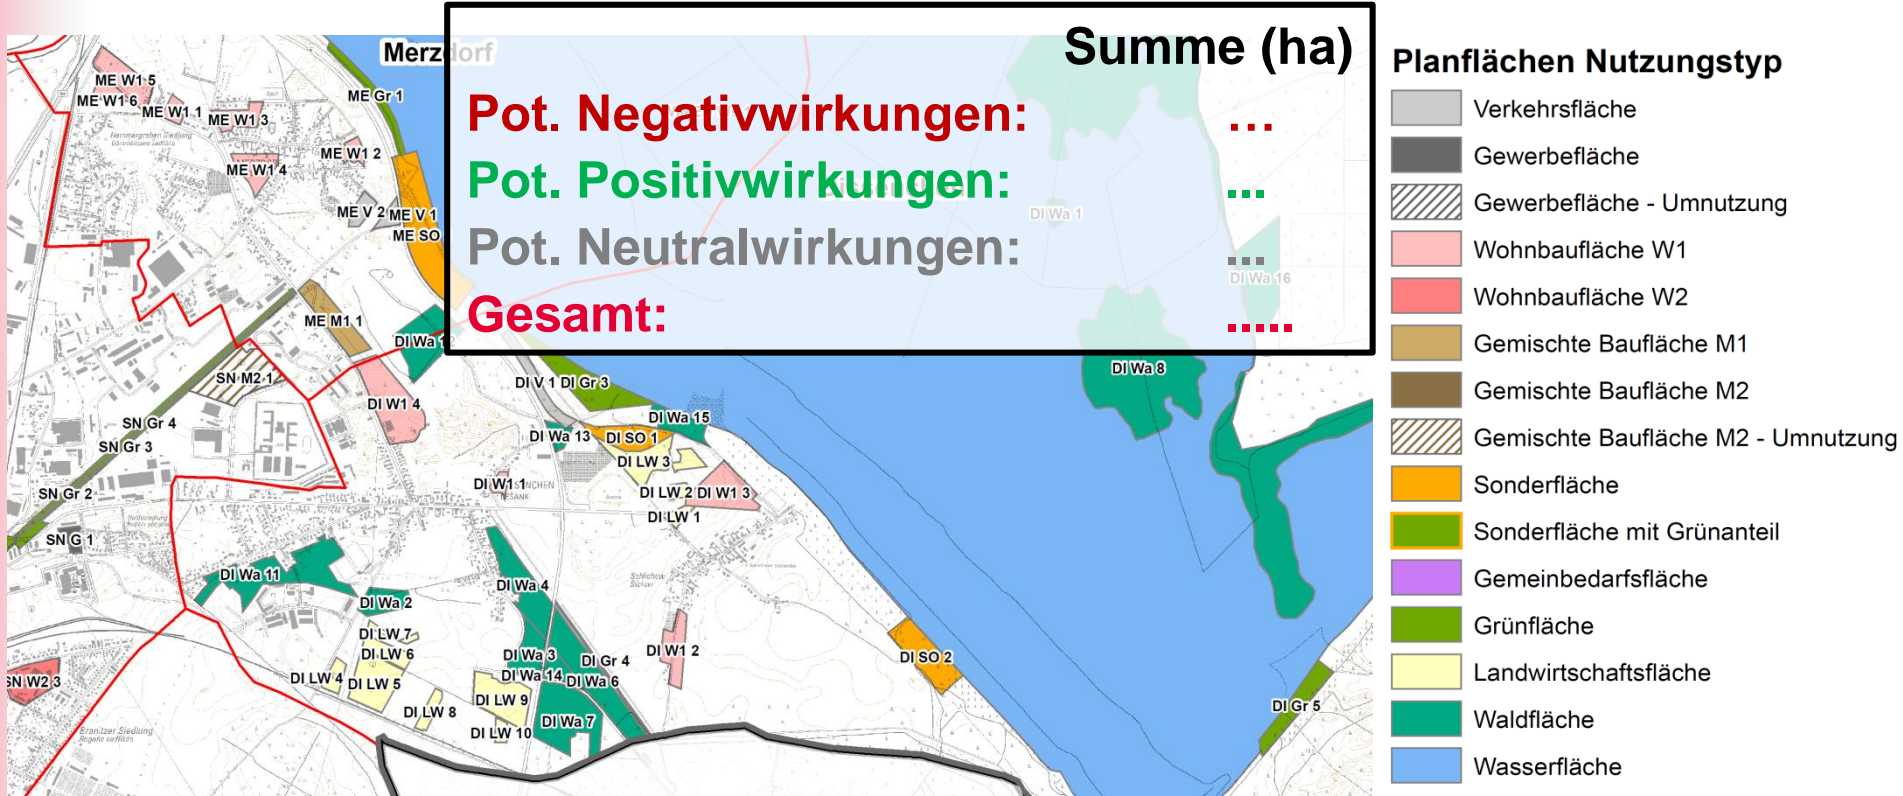 Merzdorf
Summe (ha)
Pot. Negativwirkungen: ...
Pot. Positivwirkungen: ...
Pot. Neutralwirkungen: ...
Gesamt: .....
ME W1 5
ME W1 6
ME W1 1
ME W1 3
ME Gr 1
ME W1 2
ME W1 4
ME V 2
ME V 1
ME SO
DI Wa 1
DI Wa 16
ME M1 1
DI Wa 1
SN M2 1
DI W1 4
DI V 1
DI Gr 3
DI Wa 8
SN Gr 4
SN Gr 3
DI Wa 15
DI Wa 13
DI SO 1
DI LW 3
SN Gr 2
DI W1 1
DI LW 2
DI W1 3
DI LW 1
SN G 1
DI Wa 11
DI Wa 4
DI Wa 2
Schlichow
DI LW 7
DI LW 6
DI W1 2
DI Wa 3
DI Gr 4
DI SO 2
SN W2 3
DI LW 4
DI LW 5
DI Wa 14
DI Wa 6
DI LW 9
DI LW 8
DI Wa 7
DI LW 10
DI Gr 5
Branitzer Siedlung
Planflächen Nutzungstyp
Verkehrsfläche
Gewerbefläche
Gewerbefläche - Umnutzung
Wohnbaufläche W1
Wohnbaufläche W2
Gemischte Baufläche M1
Gemischte Baufläche M2
Gemischte Baufläche M2 - Umnutzung
Sonderfläche
Sonderfläche mit Grünanteil
Gemeinbedarfsfläche
Grünfläche
Landwirtschaftsfläche
Waldfläche
Wasserfläche